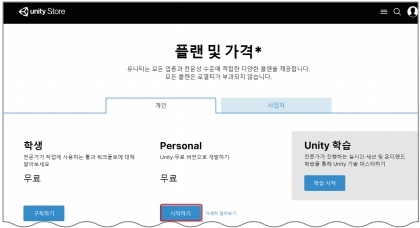 unity Store
플랜 및 가격*
유니티는 모든 업종과 전문성 수준에 적합한 다양한 플랜을 제공합니다.
모든 플랜은 로열티가 부과되지 않습니다.
개인
사업자
학생
전문가가 작업에 사용하는 툴과 워크플로에 대해
알아보세요.
무료
구독하기
Personal
Unity 무료 버전으로 개발하기
무료
시작하기
자세히 알아보기
Unity 학습
전문가가 진행하는 실시간 세션 및 온디맨드
학습을 통해 Unity 기술 마스터하기
학습 시작